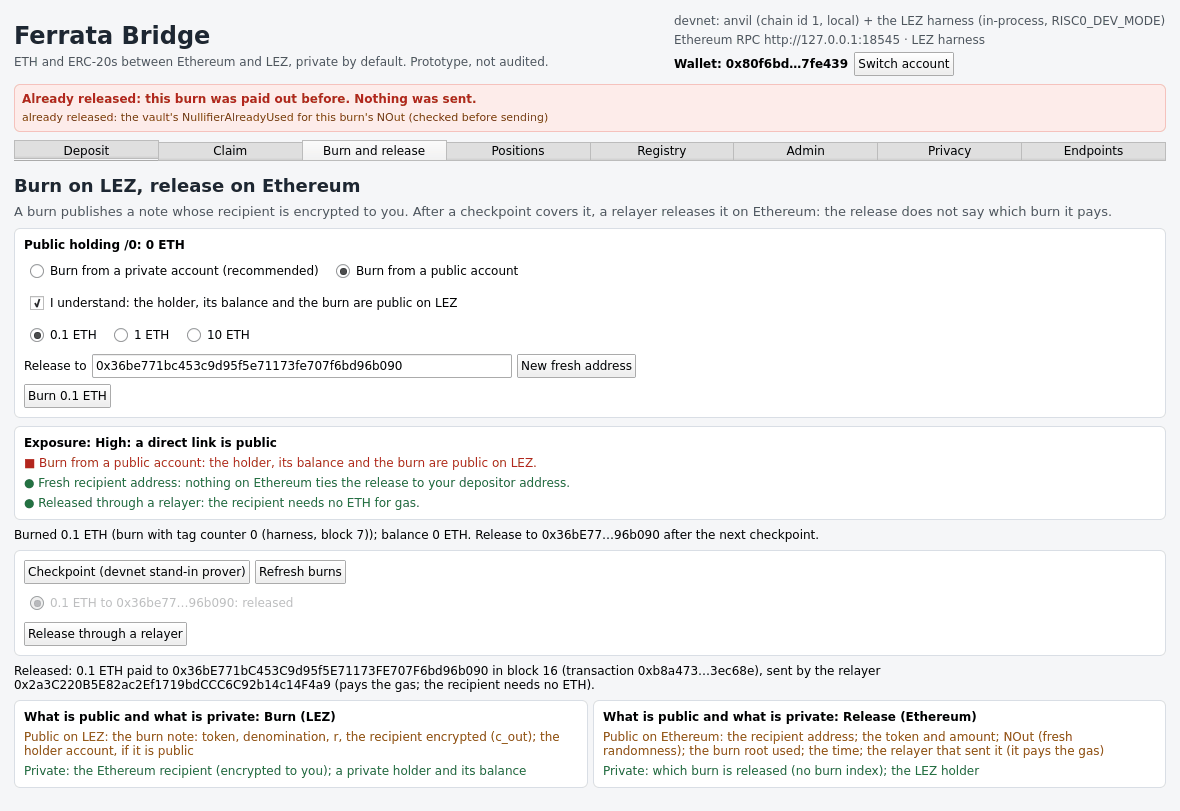 Ferrata Bridge
ETH and ERC-20s between Ethereum and LEZ, private by default. Prototype, not audited.
devnet: anvil (chain id 1, local) + the LEZ harness (in-process, RISC0_DEV_MODE)
Ethereum RPC http://127.0.0.1:18545 · LEZ harness
Wallet: 0x80f6bd…7fe439 Switch account
Already released: this burn was paid out before. Nothing was sent.
already released: the vault's NullifierAlreadyUsed for this burn's NOut (checked before sending)
Deposit Claim Burn and release Positions Registry Admin Privacy Endpoints
Burn on LEZ, release on Ethereum
A burn publishes a note whose recipient is encrypted to you. After a checkpoint covers it, a relayer releases it on Ethereum: the release does not say which burn it pays.
Public holding /0: 0 ETH
Burn from a private account (recommended) Burn from a public account
I understand: the holder, its balance and the burn are public on LEZ
0.1 ETH 1 ETH 10 ETH
Release to 0x36be771bc453c9d95f5e71173fe707f6bd96b090 New fresh address
Burn 0.1 ETH
Exposure: High: a direct link is public
Burn from a public account: the holder, its balance and the burn are public on LEZ.
Fresh recipient address: nothing on Ethereum ties the release to your depositor address.
Released through a relayer: the recipient needs no ETH for gas.
Burned 0.1 ETH (burn with tag counter 0 (harness, block 7)); balance 0 ETH. Release to 0x36bE77…96b090 after the next checkpoint.
Checkpoint (devnet stand-in prover) Refresh burns
0.1 ETH to 0x36be77…96b090: released
Release through a relayer
Released: 0.1 ETH paid to 0x36bE771bC453C9d95f5E71173FE707F6bd96b090 in block 16 (transaction 0xb8a473…3ec68e), sent by the relayer
0x2a3C220B5E82ac2Ef1719bdCCC6C92b14c14F4a9 (pays the gas; the recipient needs no ETH).
What is public and what is private: Burn (LEZ)
Public on LEZ: the burn note: token, denomination, r, the recipient encrypted (c_out); the
holder account, if it is public
Private: the Ethereum recipient (encrypted to you); a private holder and its balance
What is public and what is private: Release (Ethereum)
Public on Ethereum: the recipient address; the token and amount; NOut (fresh
randomness); the burn root used; the time; the relayer that sent it (it pays the gas)
Private: which burn is released (no burn index); the LEZ holder